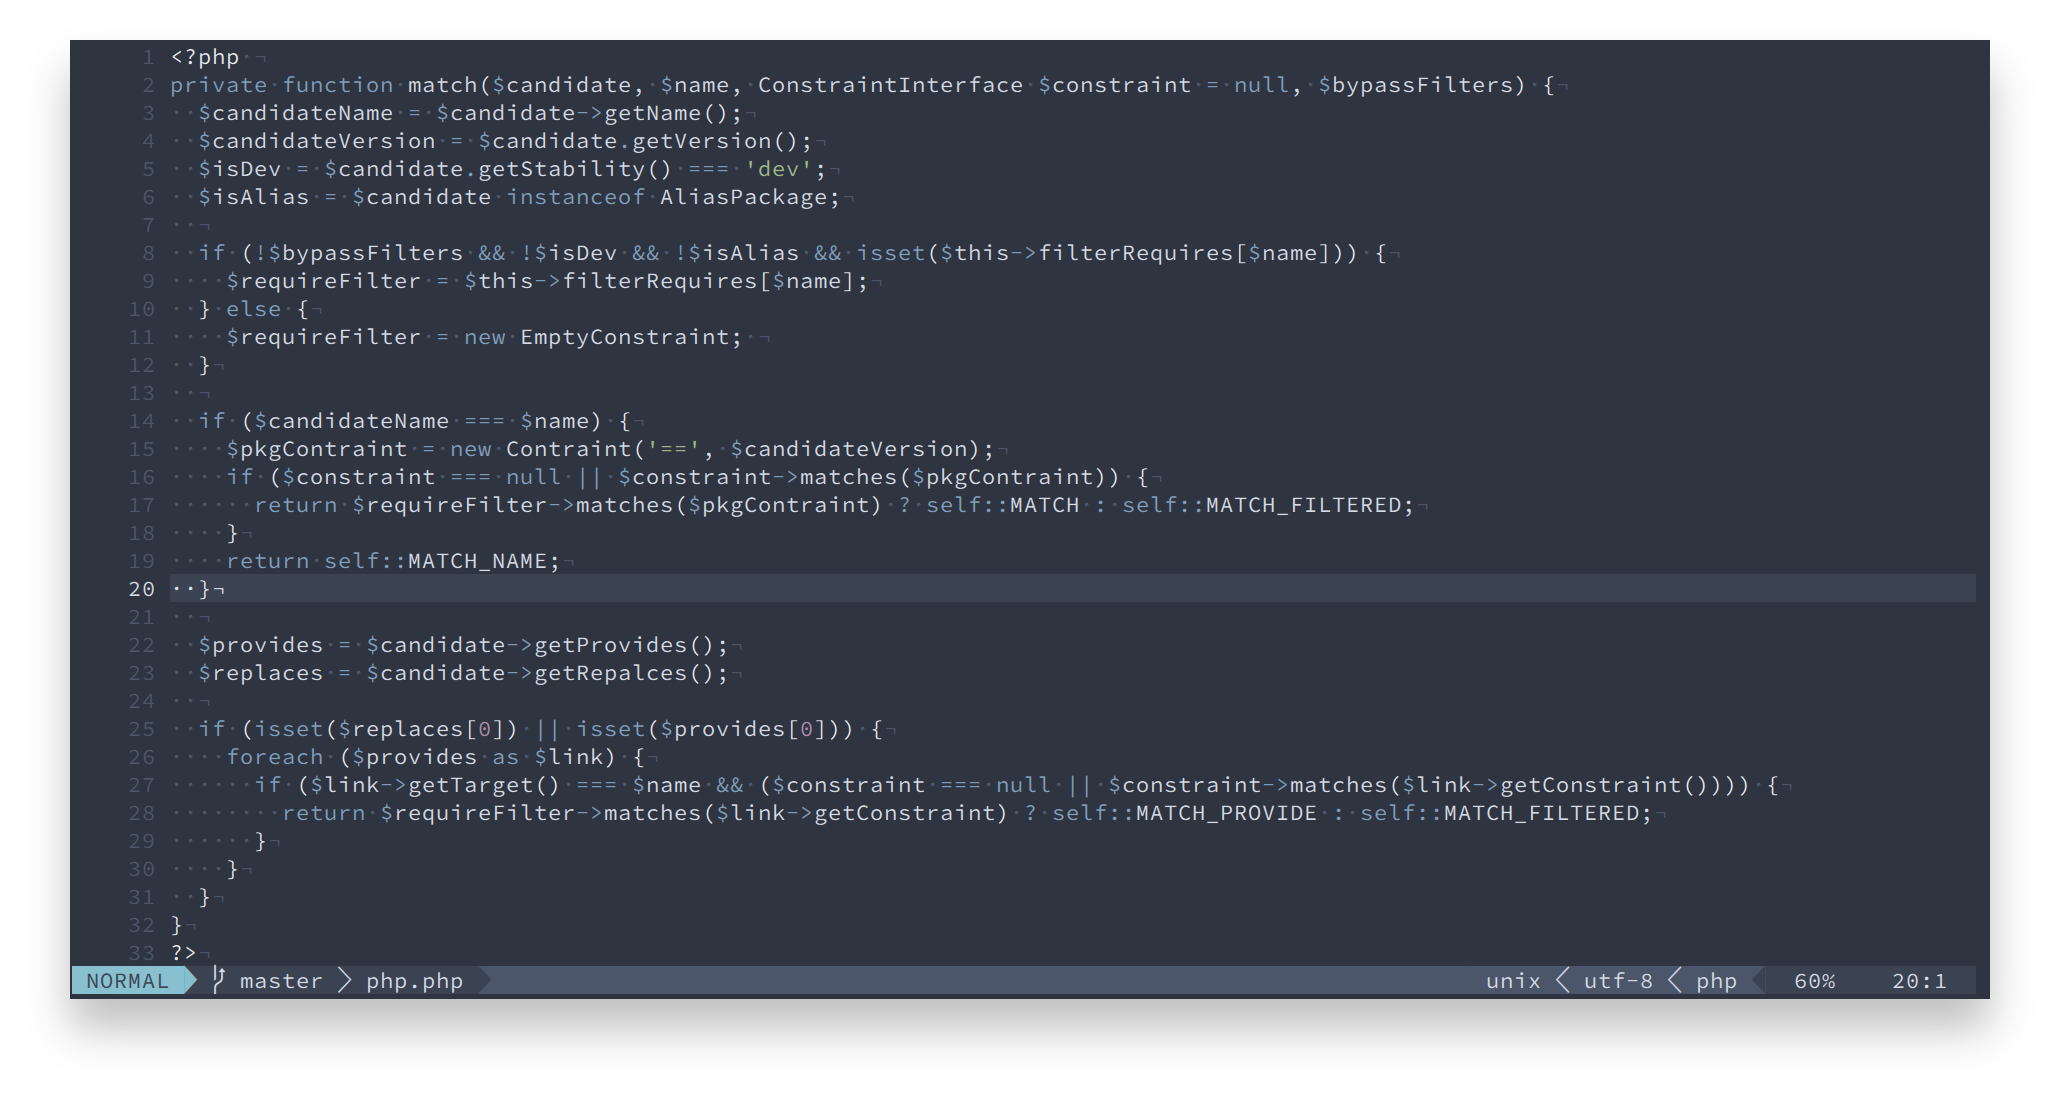 1 <?php
2 private function match($candidate, $name, ConstraintInterface $constraint = null, $bypassFilters) {
3   $candidateName = $candidate->getName();
4   $candidateVersion = $candidate.getVersion();
5   $isDev = $candidate.getStability() === 'dev';
6   $isAlias = $candidate instanceof AliasPackage;
7
8   if (!$bypassFilters && !$isDev && !$isAlias && isset($this->filterRequires[$name])) {
9     $requireFilter = $this->filterRequires[$name];
10   } else {
11     $requireFilter = new EmptyConstraint;
12   }
13
14   if ($candidateName === $name) {
15     $pkgContraint = new Contraint('==', $candidateVersion);
16     if ($constraint === null || $constraint->matches($pkgContraint)) {
17       return $requireFilter->matches($pkgContraint) ? self::MATCH : self::MATCH_FILTERED;
18     }
19     return self::MATCH_NAME;
20   }
21
22   $provides = $candidate->getProvides();
23   $replaces = $candidate->getRepalces();
24
25   if (isset($replaces[0]) || isset($provides[0])) {
26     foreach ($provides as $link) {
27       if ($link->getTarget() === $name && ($constraint === null || $constraint->matches($link->getConstraint()))) {
28         return $requireFilter->matches($link->getConstraint) ? self::MATCH_PROVIDE : self::MATCH_FILTERED;
29       }
30     }
31   }
32 }
33 ?>
NORMAL master php.php unix utf-8 php 60% 20:1